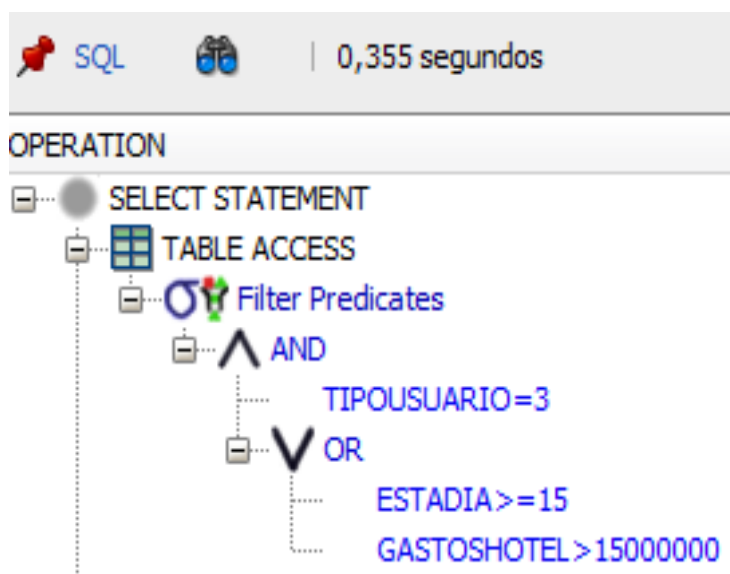 SQL 0,355 segundos
OPERATION
SELECT STATEMENT
TABLE ACCESS
Filter Predicates
AND
TIPOUSUARIO=3
OR
ESTADIA>=15
GASTOSHOTEL>15000000